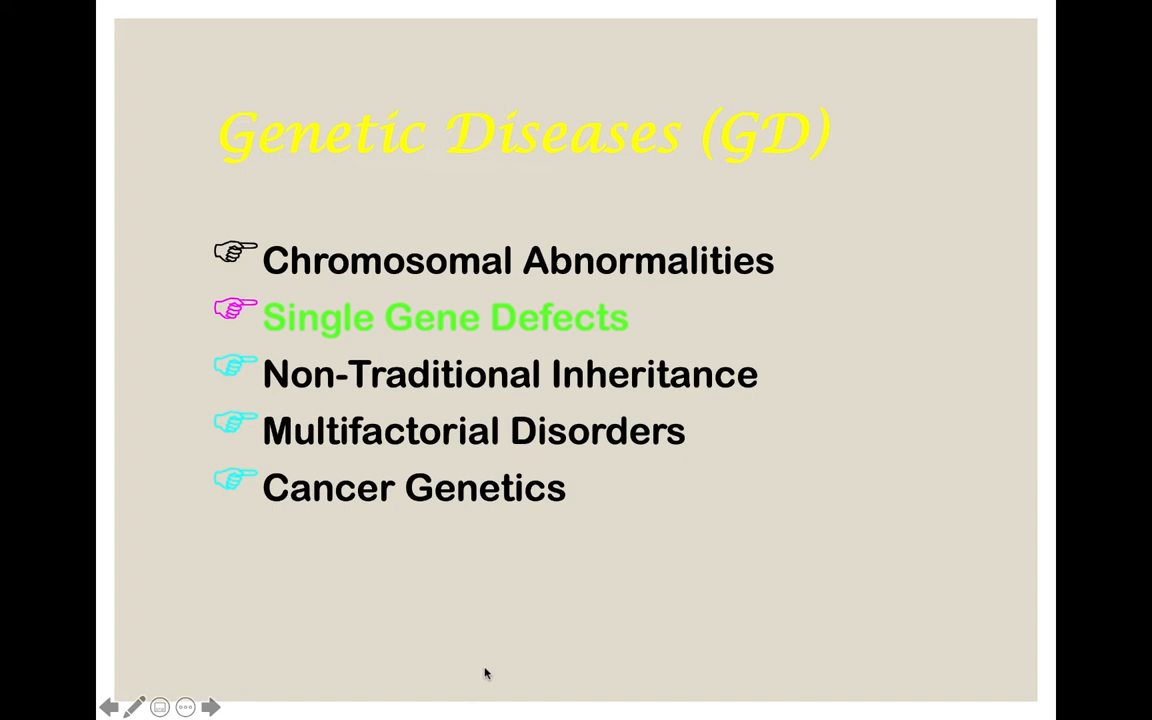 Genetic Diseases (GD)
Chromosomal Abnormalities
Single Gene Defects
Non-Traditional Inheritance
Multifactorial Disorders
Cancer Genetics